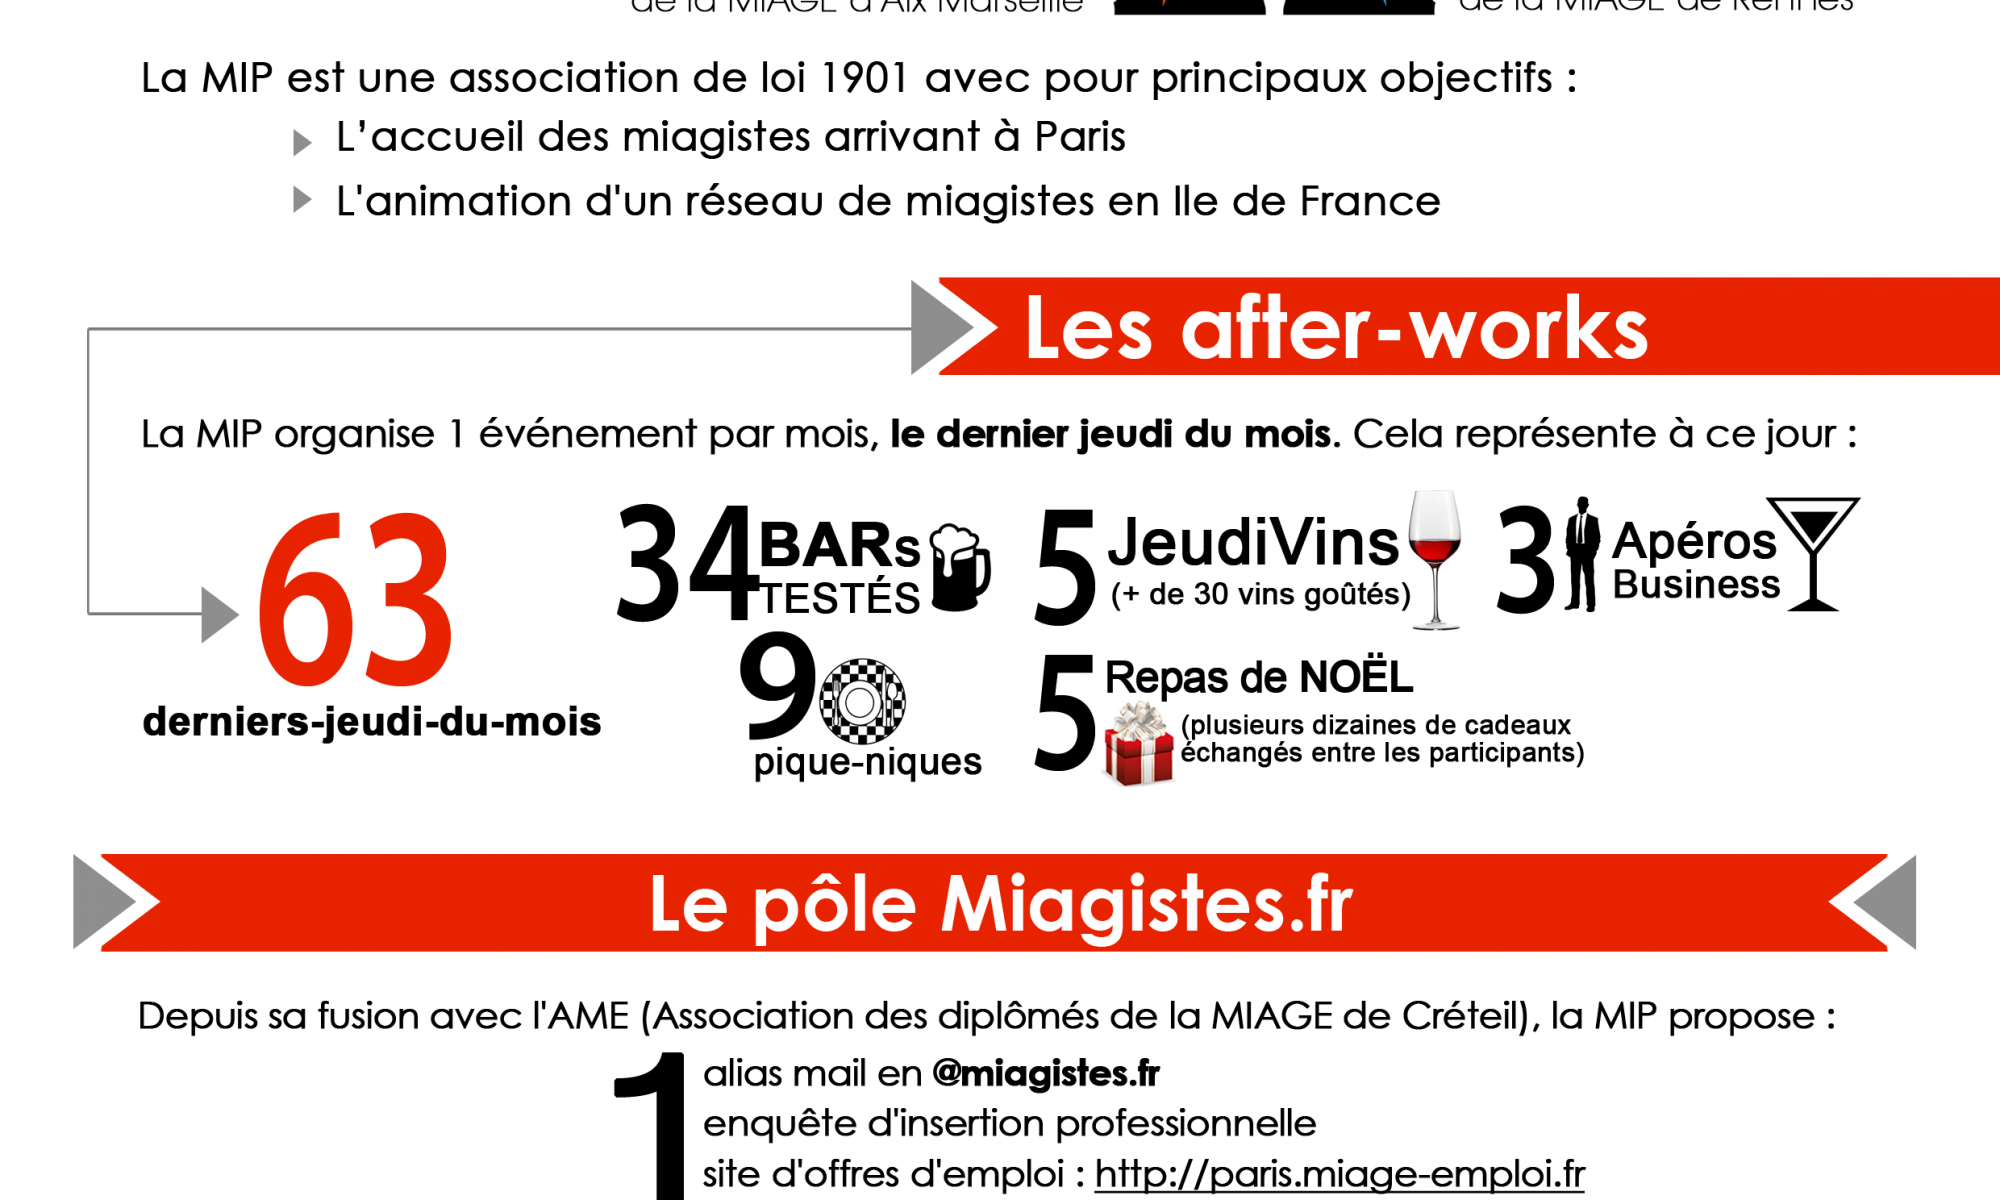 de la MIAGE d'Aix Marseille
de la MIAGE de Rennes
La MIP est une association de loi 1901 avec pour principaux objectifs :
L’accueil des miagistes arrivant à Paris
L'animation d'un réseau de miagistes en Ile de France
Les after-works
La MIP organise 1 événement par mois, le dernier jeudi du mois. Cela représente à ce jour :
63
derniers-jeudi-du-mois
34 BARs
TESTÉS
5 JeudiVins
(+ de 30 vins goûtés)
3 Apéros
Business
9
pique-niques
5 Repas de NOËL
(plusieurs dizaines de cadeaux
échangés entre les participants)
Le pôle Miagistes.fr
Depuis sa fusion avec l'AME (Association des diplômés de la MIAGE de Créteil), la MIP propose :
1 alias mail en @miagistes.fr
enquête d'insertion professionnelle
site d'offres d'emploi : http://paris.miage-emploi.fr